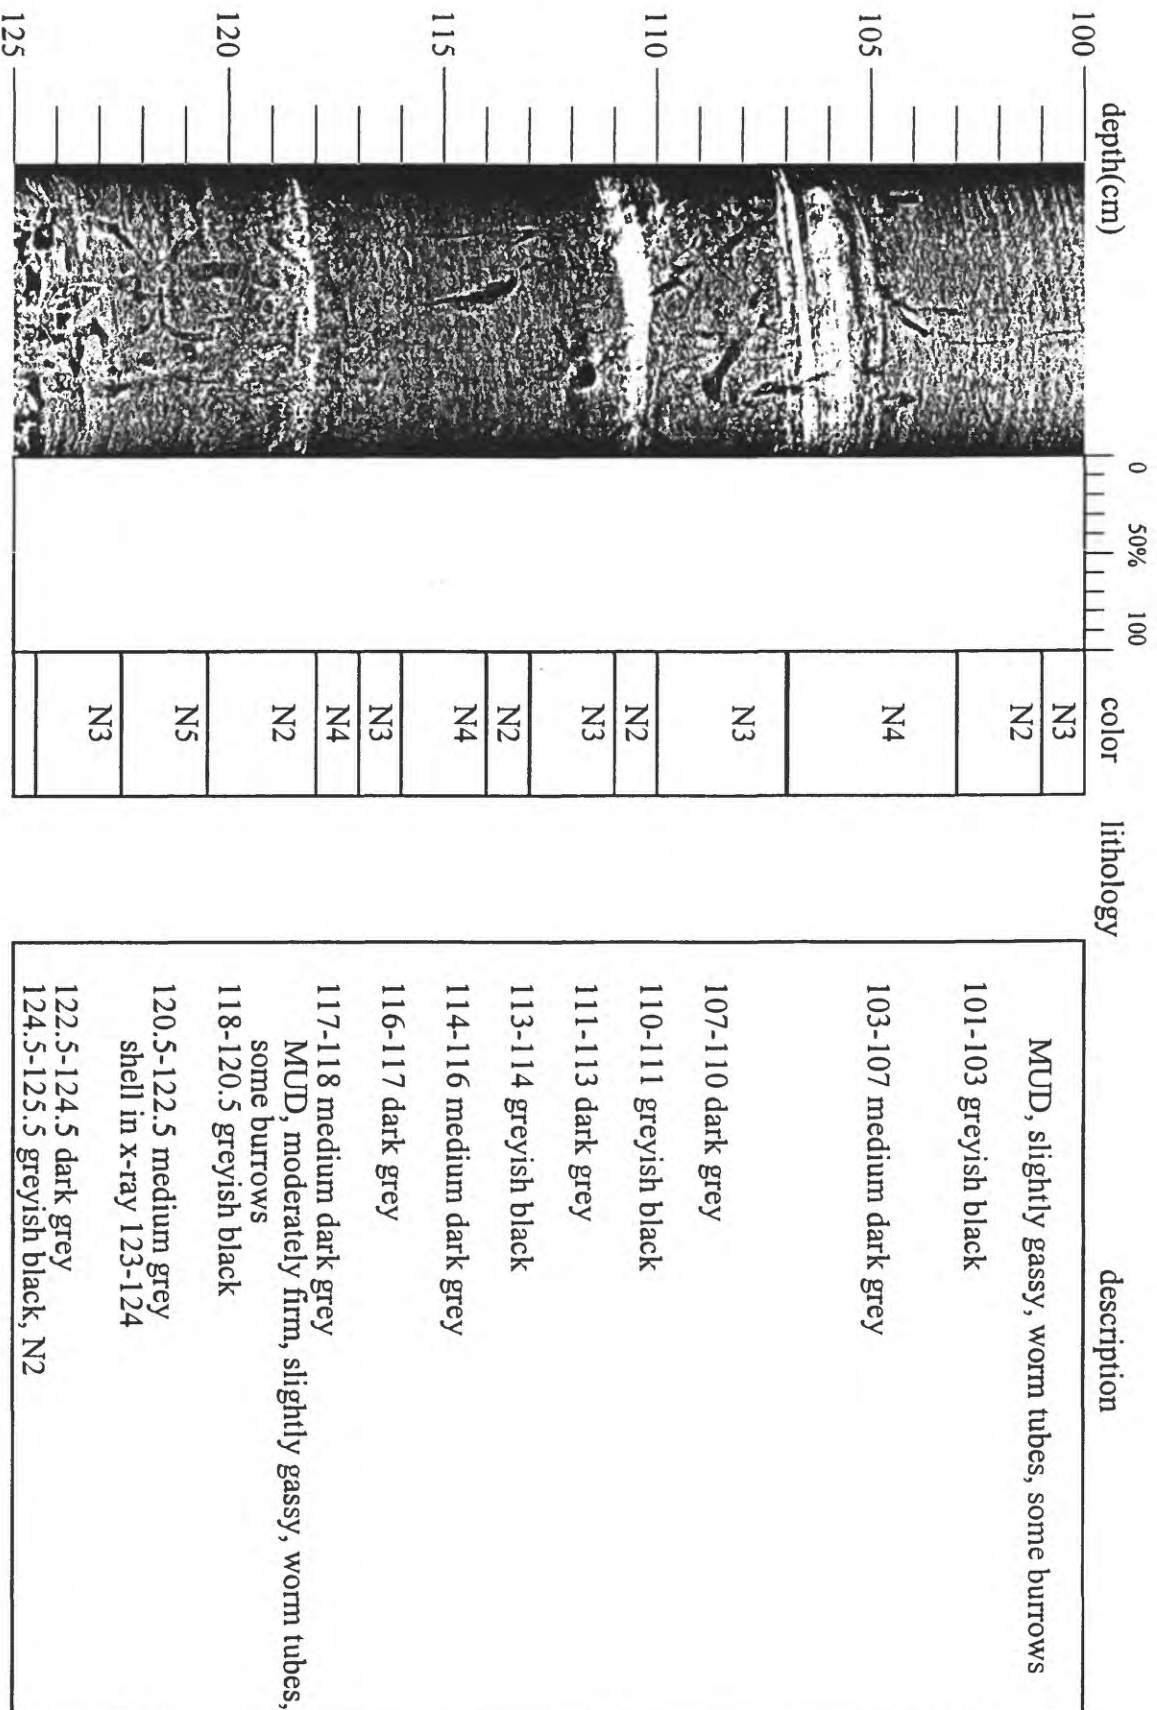 depth(cm)
0 50% 100
color
lithology
description
100
105
110
115
120
125
N3
N2
N4
N3
N2
N3
N2
N4
N3
N4
N2
N5
N3
MUD, slightly gassy, worm tubes, some burrows
101-103 greyish black
103-107 medium dark grey
107-110 dark grey
110-111 greyish black
111-113 dark grey
113-114 greyish black
114-116 medium dark grey
116-117 dark grey
117-118 medium dark grey
MUD, moderately firm, slightly gassy, worm tubes,
some burrows
118-120.5 greyish black
120.5-122.5 medium grey
shell in x-ray 123-124
122.5-124.5 dark grey
124.5-125.5 greyish black, N2